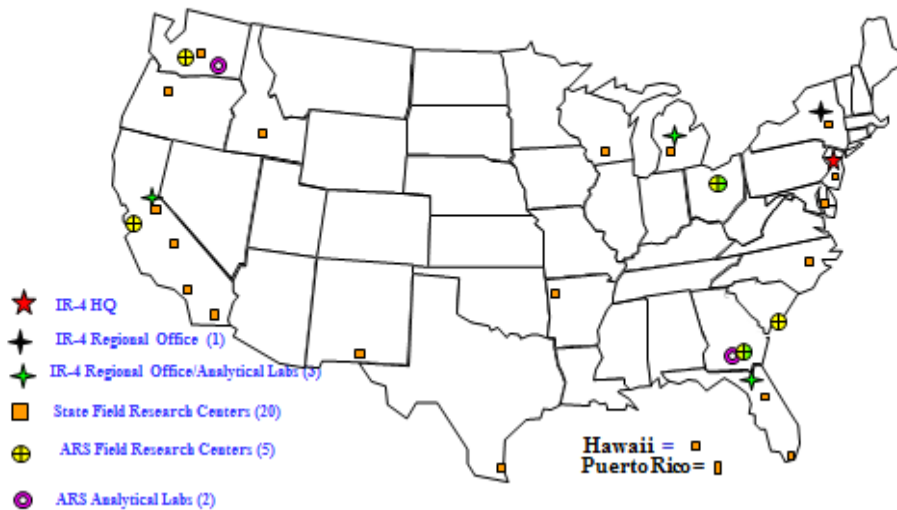 IR-4 HQ
IR-4 Regional Office (1)
IR-4 Regional Office/Analytical Labs (3)
State Field Research Centers (20)
ARS Field Research Centers (5)
ARS Analytical Labs (2)
Hawaii =
Puerto Rico=